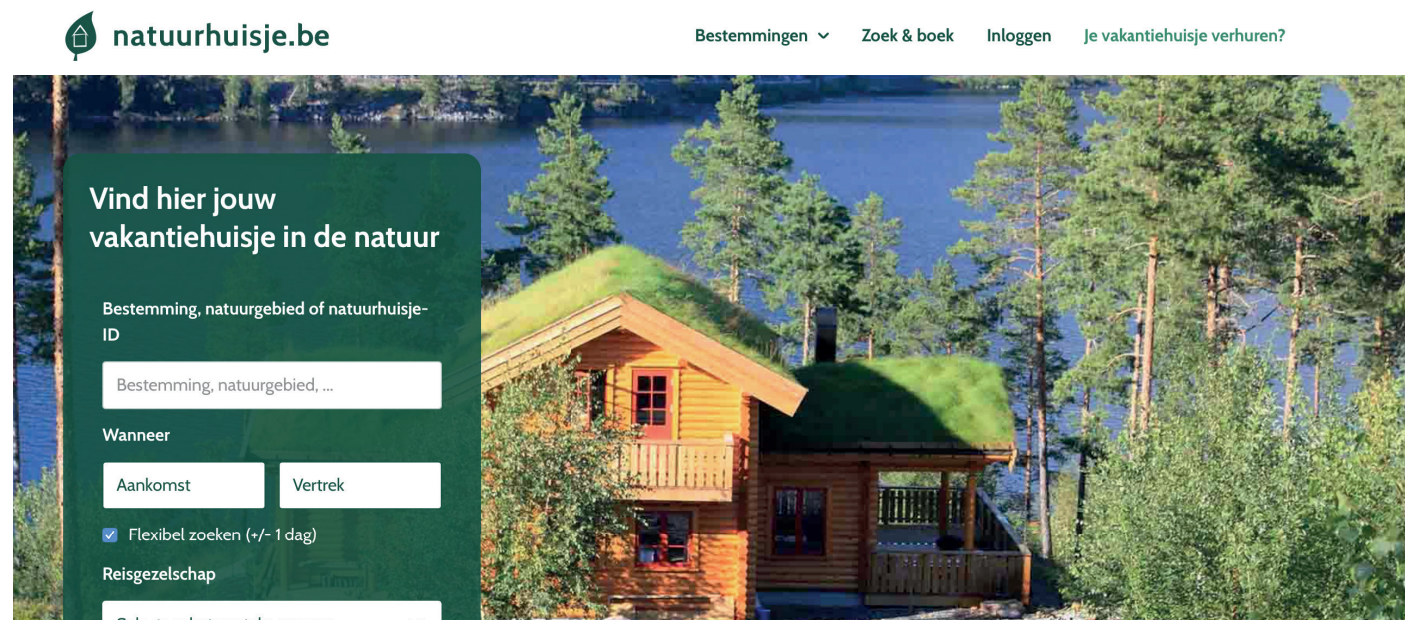 natuurhuisje.be
Bestemmingen Zoek & boek Inloggen Je vakantiehuisje verhuren?
Vind hier jouw
vakantiehuisje in de natuur
Bestemming, natuurgebied of natuurhuisje-
ID
Bestemming, natuurgebied, ...
Wanneer
Aankomst Vertrek
Flexibel zoeken (+/- 1 dag)
Reisgezelschap